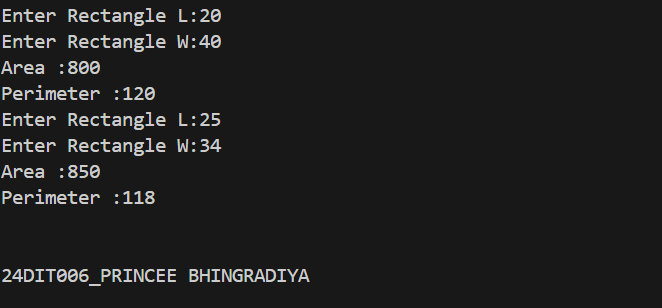 Enter Rectangle L:20
Enter Rectangle W:40
Area :800
Perimeter :120
Enter Rectangle L:25
Enter Rectangle W:34
Area :850
Perimeter :118
24DIT006_PRINCEE BHINGRADIYA